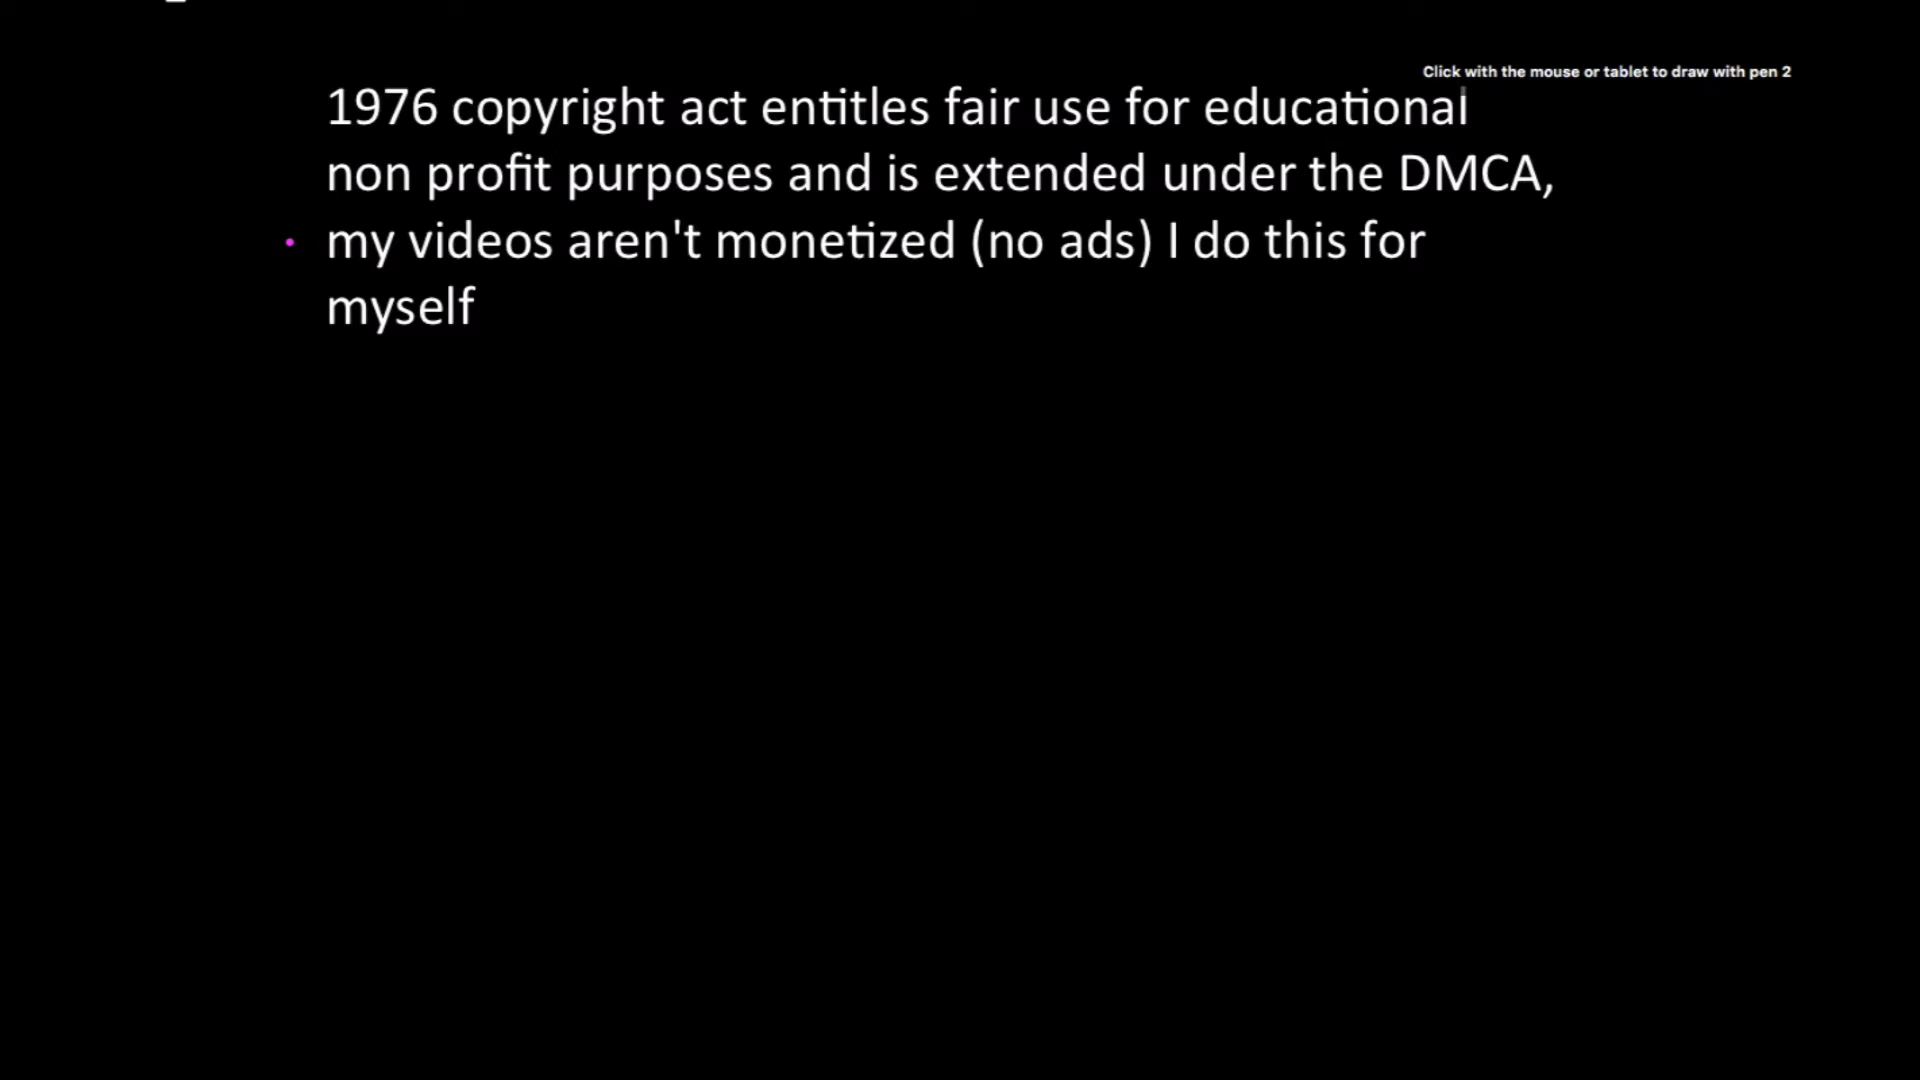 Click with the mouse or tablet to draw with pen 2
1976 copyright act entitles fair use for educational
non profit purposes and is extended under the DMCA,
my videos aren't monetized (no ads) I do this for
myself